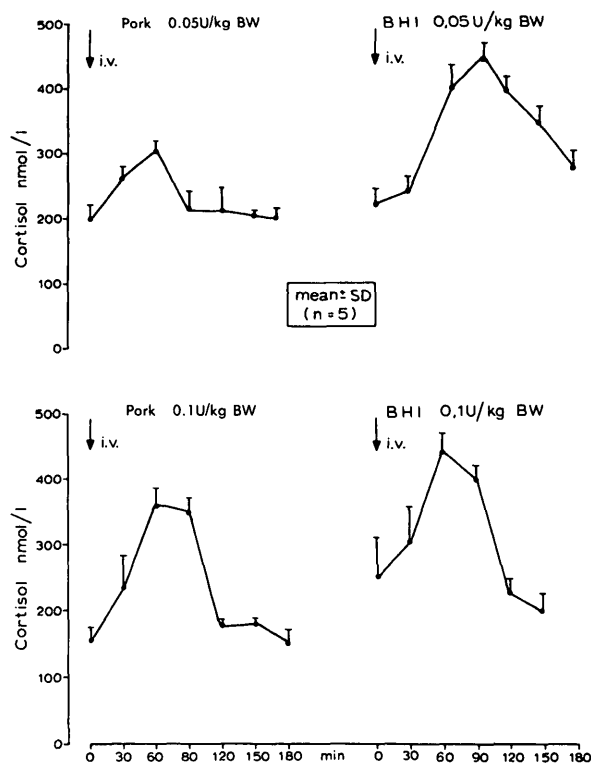 Pork 0.05U/kg BW
BHI 0,05U/kg BW
i.v.
i.v.
500
400
300
200
100
0
Cortisol nmol/l
mean± SD
(n=5)
Pork 0.1U/kg BW
BHI 0,1U/kg BW
i.v.
i.v.
500
400
300
200
100
0
Cortisol nmol/l
0 30 60 90 120 150 180 min 0 30 60 90 120 150 180